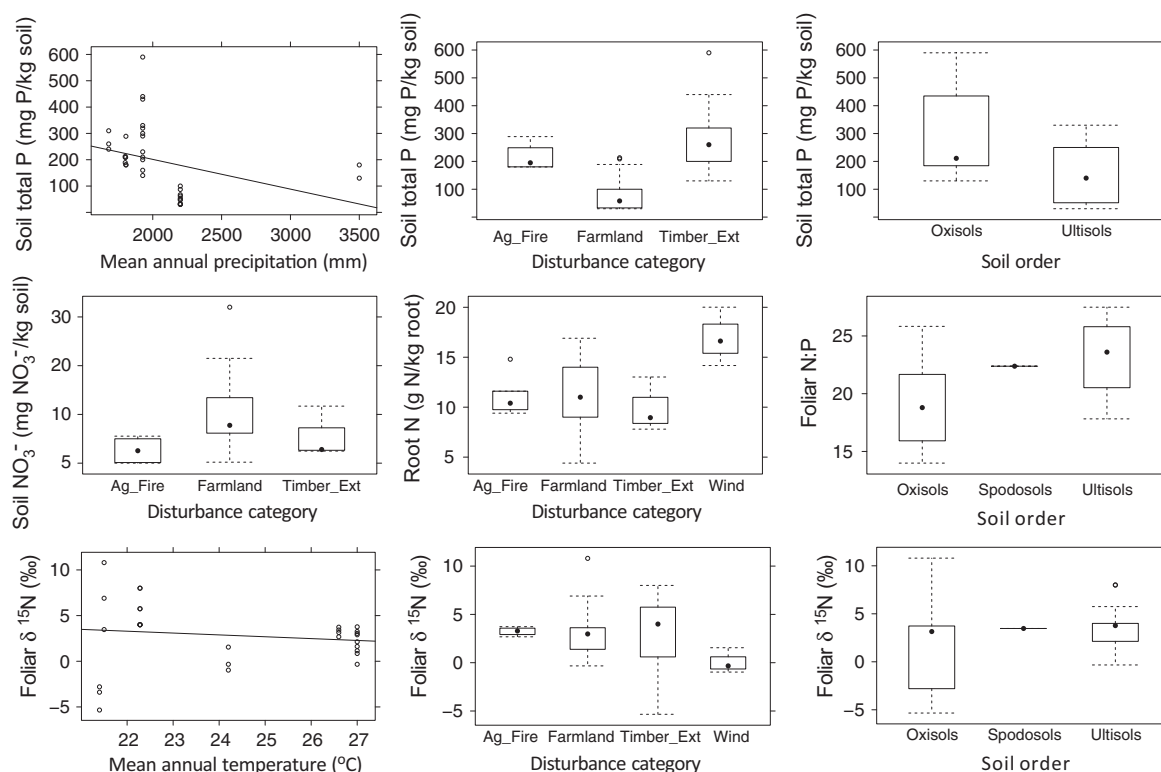 Soil total P (mg P/kg soil)
2000 2500 3000 3500
600
500
400
300
200
100
2000 2500 3000 3500
Mean annual precipitation (mm)
Soil total P (mg P/kg soil)
600
500
400
300
200
100
Ag_Fire Farmland Timber_Ext
Disturbance category
Soil total P (mg P/kg soil)
600
500
400
300
200
100
Oxisols Ultisols
Soil order
Soil NO₃⁻ (mg NO₃⁻/kg soil)
30
20
10
5
Ag_Fire Farmland Timber_Ext
Disturbance category
Root N (g N/kg root)
20
15
10
5
Ag_Fire Farmland Timber_Ext Wind
Disturbance category
Foliar N:P
25
20
15
Oxisols Spodosols Ultisols
Soil order
Foliar δ ¹⁵N (‰)
10
5
0
−5
22 23 24 25 26 27
Mean annual temperature (ºC)
Foliar δ ¹⁵N (‰)
10
5
0
−5
Ag_Fire Farmland Timber_Ext Wind
Disturbance category
Foliar δ ¹⁵N (‰)
10
5
0
−5
Oxisols Spodosols Ultisols
Soil order